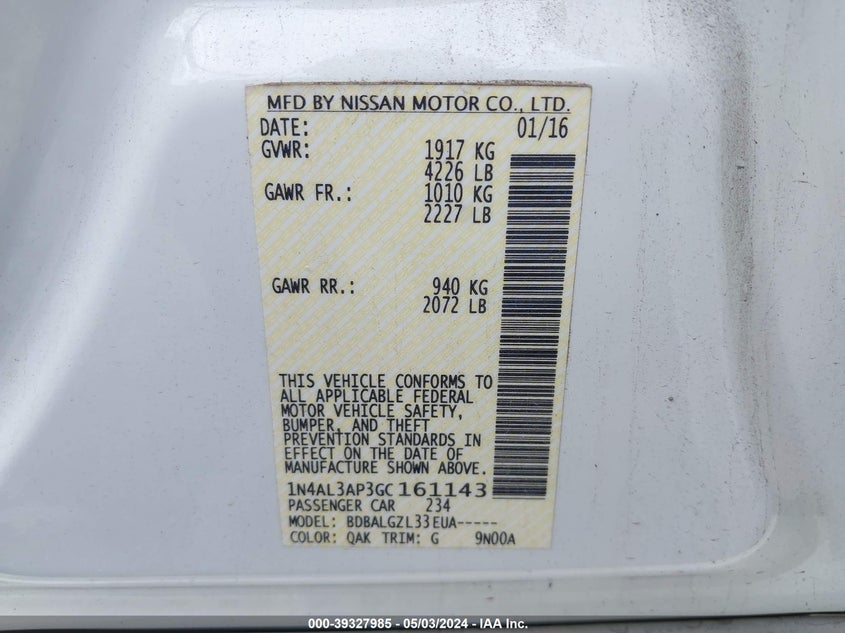 MFD BY NISSAN MOTOR CO., LTD.
DATE: 01/16
GVWR: 1917 KG
4226 LB
GAWR FR.: 1010 KG
2227 LB
GAWR RR.: 940 KG
2072 LB
THIS VEHICLE CONFORMS TO
ALL APPLICABLE FEDERAL
MOTOR VEHICLE SAFETY,
BUMPER, AND THEFT
PREVENTION STANDARDS IN
EFFECT ON THE DATE OF
MANUFACTURE SHOWN ABOVE.
1N4AL3AP3GC161143
PASSENGER CAR 234
MODEL: BDBALGZL33EUA-----
COLOR: QAK TRIM: G 9N00A
000-39327985 - 05/03/2024 - IAA Inc.